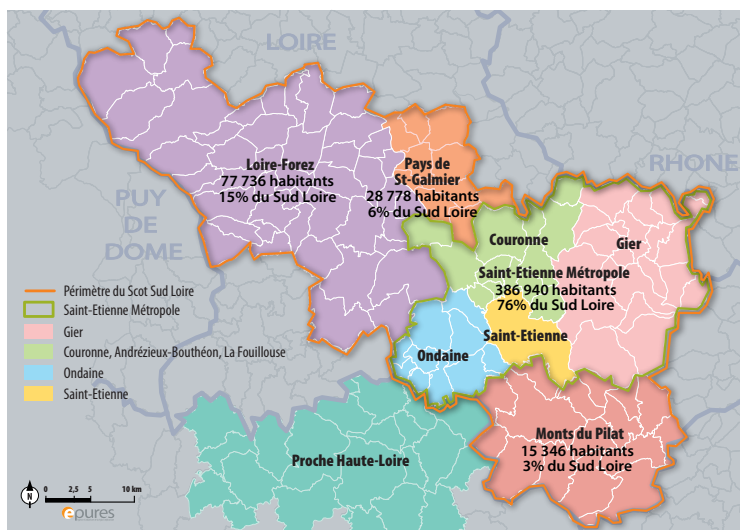 LOIRE
RHONE
PUY
DE
DOME
Loire-Forez
77 736 habitants
15% du Sud Loire
Pays de
St-Galmier
28 778 habitants
6% du Sud Loire
Couronne
Gier
Saint-Etienne Métropole
386 940 habitants
76% du Sud Loire
Saint-Etienne
Ondaine
Monts du Pilat
15 346 habitants
3% du Sud Loire
Proche Haute-Loire
Périmètre du Scot Sud Loire
Saint-Etienne Métropole
Gier
Couronne, Andrézieux-Bouthéon, La Fouillouse
Ondaine
Saint-Etienne
N
0 2,5 5 10 km
epures